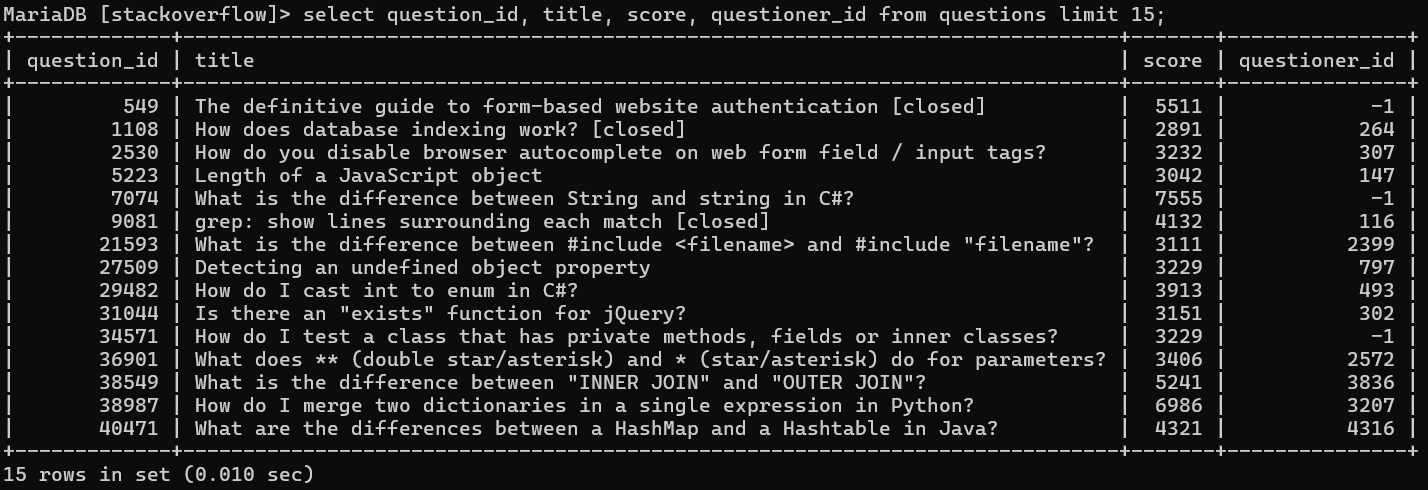 MariaDB [stackoverflow]> select question_id, title, score, questioner_id from questions limit 15;
+-------------+-------------------------------------------------------------------------------+-------+---------------+
| question_id | title                                                                         | score | questioner_id |
+-------------+-------------------------------------------------------------------------------+-------+---------------+
|         549 | The definitive guide to form-based website authentication [closed]            |  5511 |            -1 |
|        1108 | How does database indexing work? [closed]                                     |  2891 |           264 |
|        2530 | How do you disable browser autocomplete on web form field / input tags?       |  3232 |           307 |
|        5223 | Length of a JavaScript object                                                 |  3042 |           147 |
|        7074 | What is the difference between String and string in C#?                       |  7555 |            -1 |
|        9081 | grep: show lines surrounding each match [closed]                              |  4132 |           116 |
|       21593 | What is the difference between #include <filename> and #include "filename"?   |  3111 |          2399 |
|       27509 | Detecting an undefined object property                                        |  3229 |           797 |
|       29482 | How do I cast int to enum in C#?                                              |  3913 |           493 |
|       31044 | Is there an "exists" function for jQuery?                                     |  3151 |           302 |
|       34571 | How do I test a class that has private methods, fields or inner classes?      |  3229 |            -1 |
|       36901 | What does ** (double star/asterisk) and * (star/asterisk) do for parameters? |  3406 |          2572 |
|       38549 | What is the difference between "INNER JOIN" and "OUTER JOIN"?                 |  5241 |          3836 |
|       38987 | How do I merge two dictionaries in a single expression in Python?             |  6986 |          3207 |
|       40471 | What are the differences between a HashMap and a Hashtable in Java?           |  4321 |          4316 |
+-------------+-------------------------------------------------------------------------------+-------+---------------+
15 rows in set (0.010 sec)